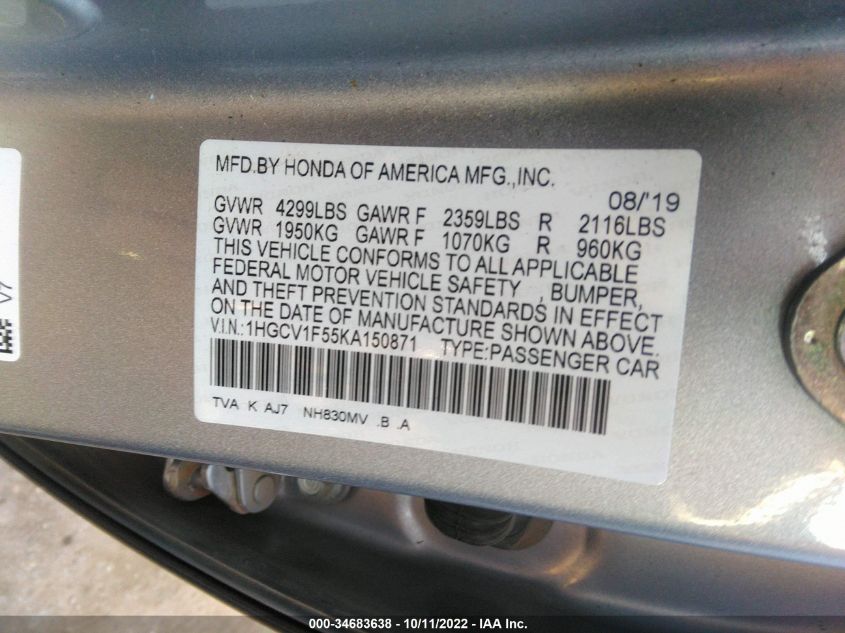 MFD.BY HONDA OF AMERICA MFG.,INC.
08/'19
GVWR 4299LBS GAWR F 2359LBS R 2116LBS
GVWR 1950KG GAWR F 1070KG R 960KG
THIS VEHICLE CONFORMS TO ALL APPLICABLE
FEDERAL MOTOR VEHICLE SAFETY , BUMPER,
AND THEFT PREVENTION STANDARDS IN EFFECT
ON THE DATE OF MANUFACTURE SHOWN ABOVE.
V.I.N.:1HGCV1F55KA150871 TYPE:PASSENGER CAR
TVA K AJ7 NH830MV .B .A
V7
000-34683638 - 10/11/2022 - IAA Inc.